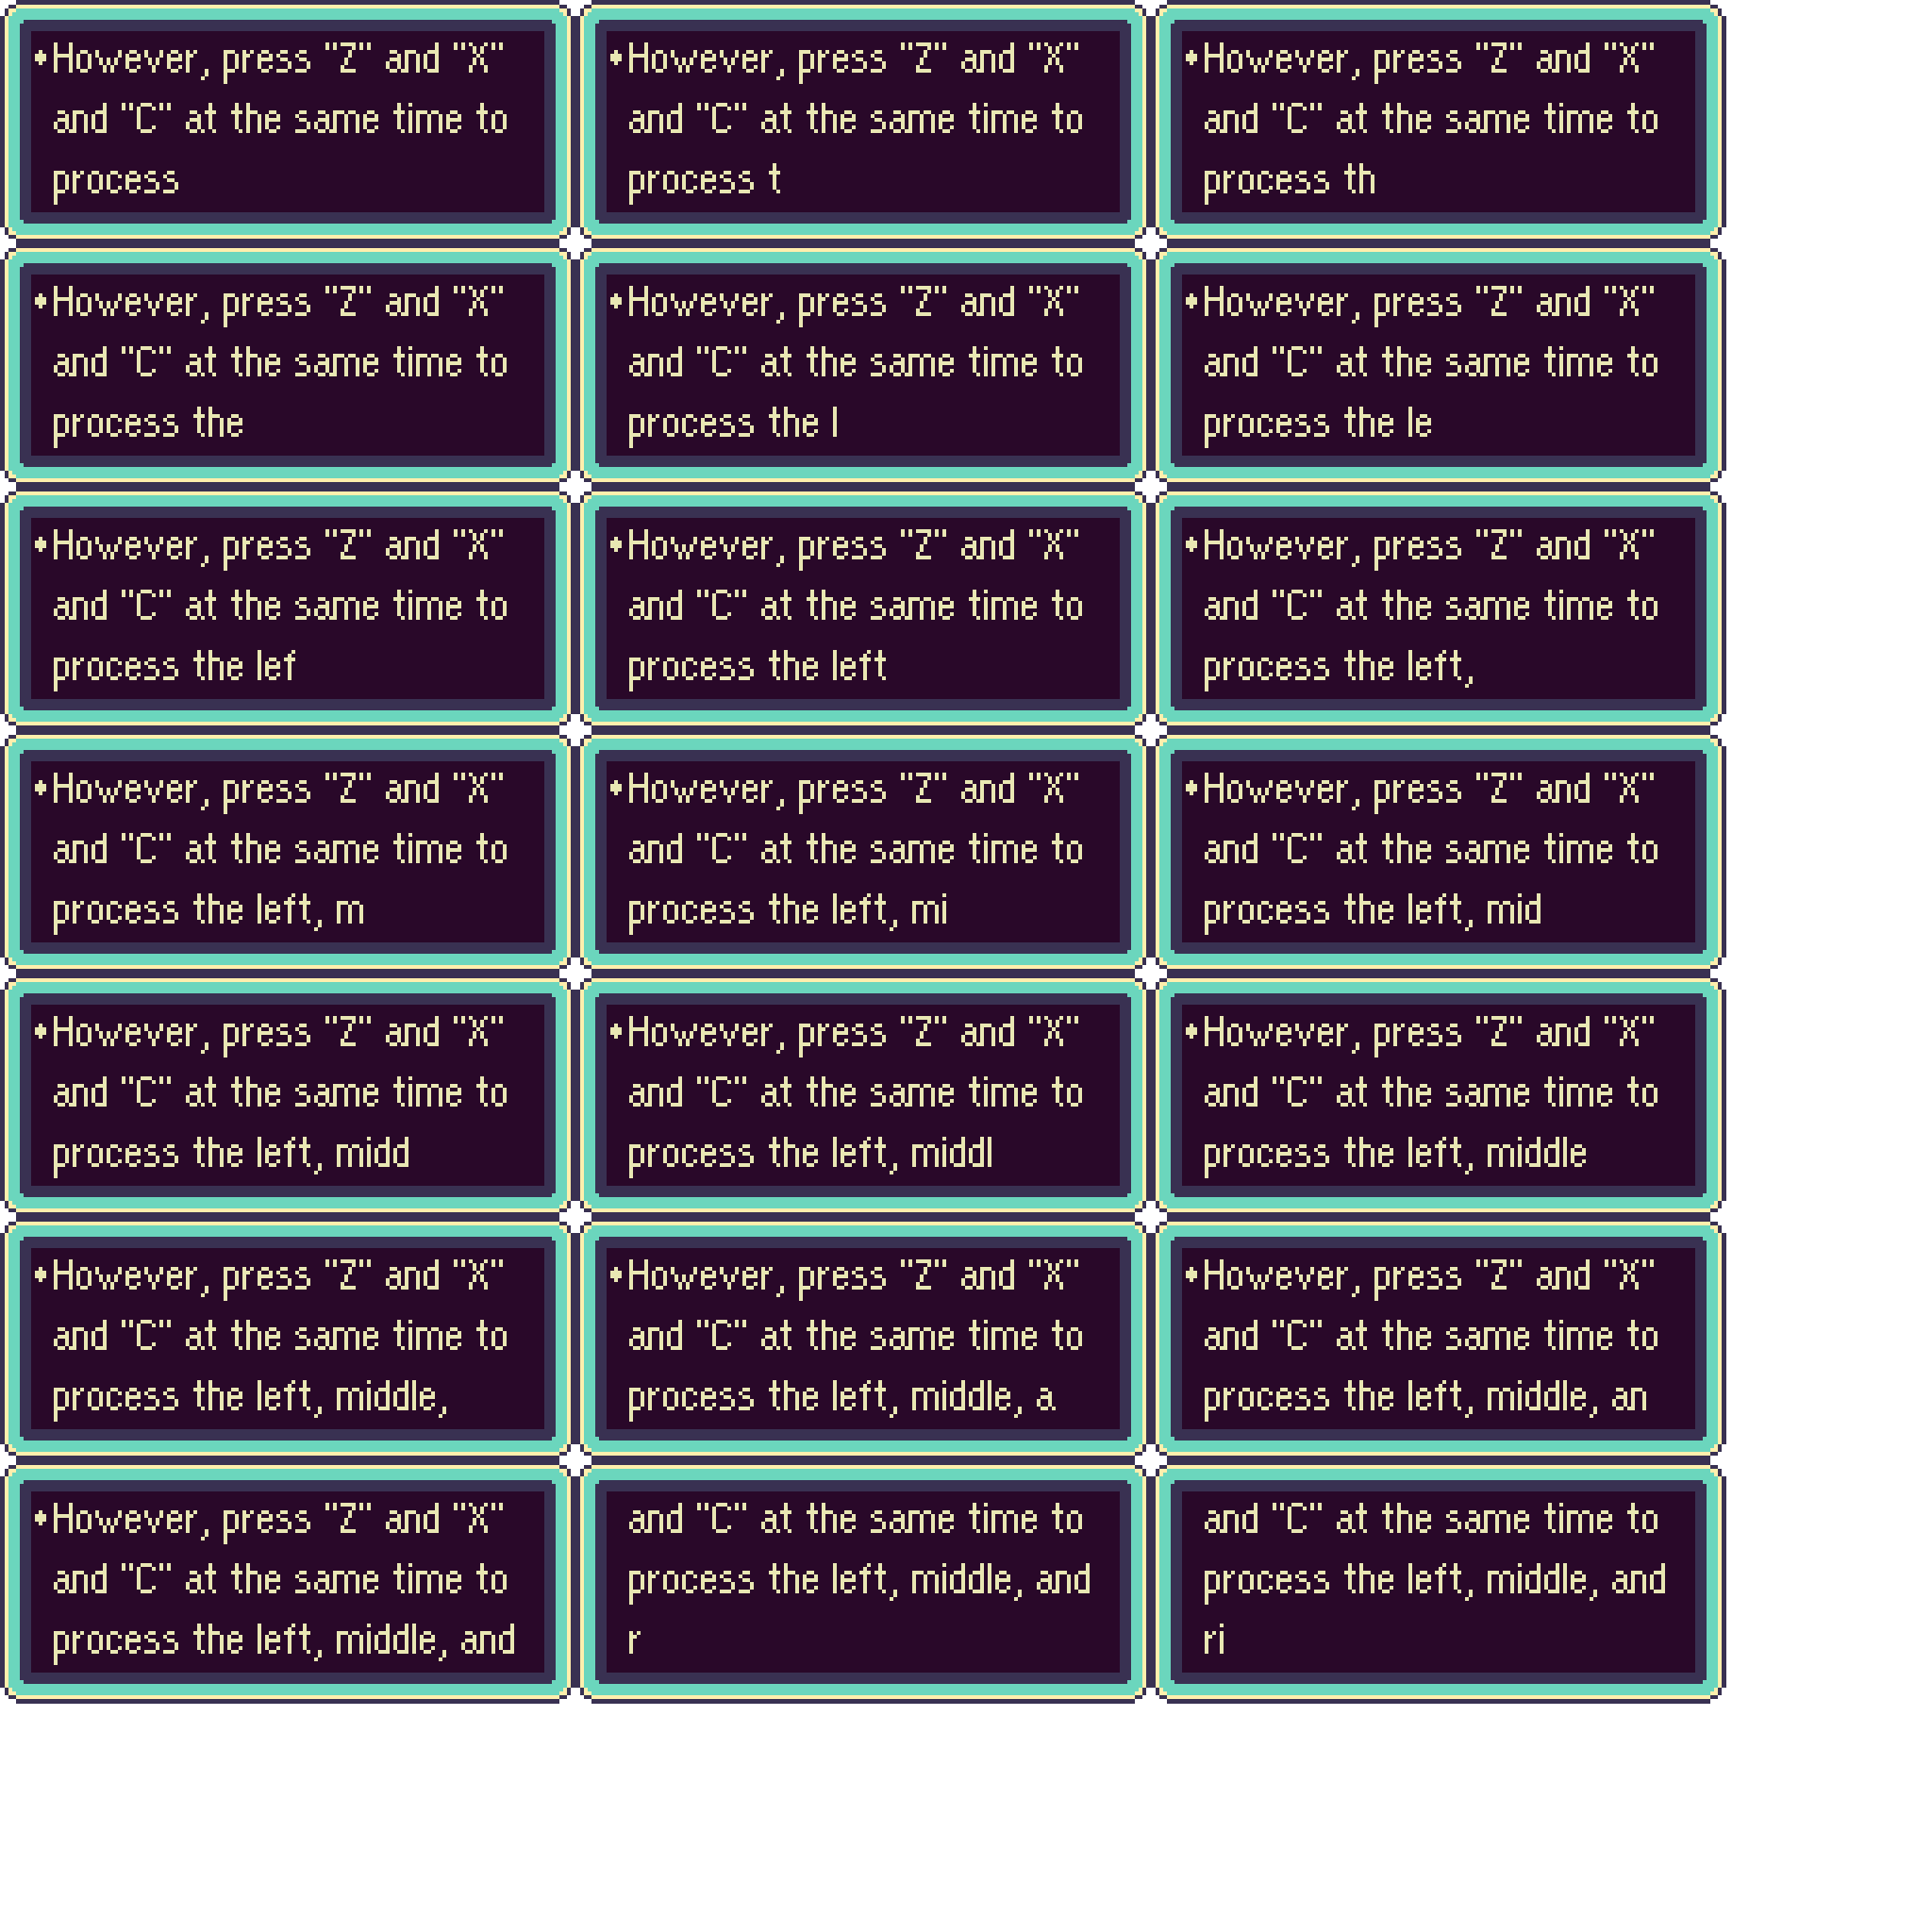 However, press "Z" and "X"
and "C" at the same time to
process
However, press "Z" and "X"
and "C" at the same time to
process t
However, press "Z" and "X"
and "C" at the same time to
process th
However, press "Z" and "X"
and "C" at the same time to
process the
However, press "Z" and "X"
and "C" at the same time to
process the l
However, press "Z" and "X"
and "C" at the same time to
process the le
However, press "Z" and "X"
and "C" at the same time to
process the lef
However, press "Z" and "X"
and "C" at the same time to
process the left
However, press "Z" and "X"
and "C" at the same time to
process the left,
However, press "Z" and "X"
and "C" at the same time to
process the left, m
However, press "Z" and "X"
and "C" at the same time to
process the left, mi
However, press "Z" and "X"
and "C" at the same time to
process the left, mid
However, press "Z" and "X"
and "C" at the same time to
process the left, midd
However, press "Z" and "X"
and "C" at the same time to
process the left, middl
However, press "Z" and "X"
and "C" at the same time to
process the left, middle
However, press "Z" and "X"
and "C" at the same time to
process the left, middle,
However, press "Z" and "X"
and "C" at the same time to
process the left, middle, a
However, press "Z" and "X"
and "C" at the same time to
process the left, middle, an
However, press "Z" and "X"
and "C" at the same time to
process the left, middle, and
and "C" at the same time to
process the left, middle, and
r
and "C" at the same time to
process the left, middle, and
ri